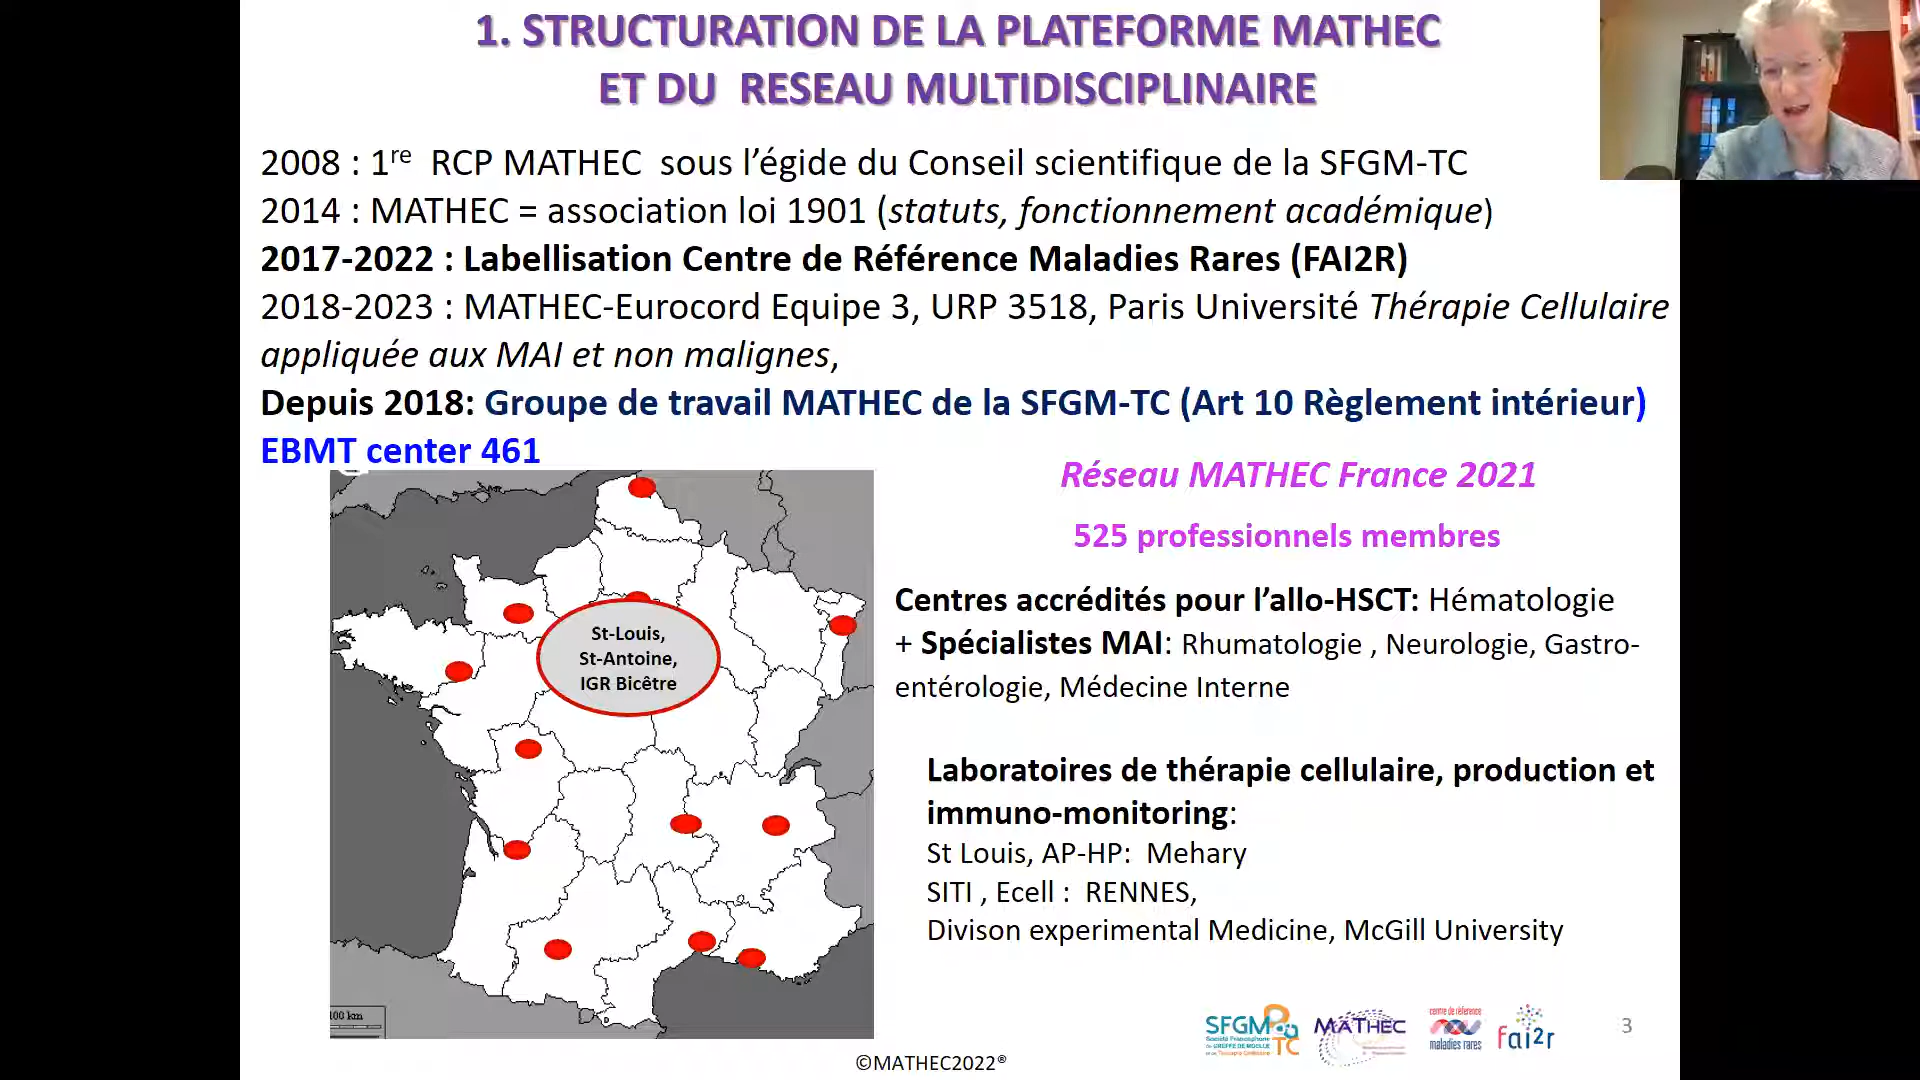 1. STRUCTURATION DE LA PLATEFORME MATHEC
ET DU RESEAU MULTIDISCIPLINAIRE
2008 : 1re RCP MATHEC sous l’égide du Conseil scientifique de la SFGM-TC
2014 : MATHEC = association loi 1901 (statuts, fonctionnement académique)
2017-2022 : Labellisation Centre de Référence Maladies Rares (FAI2R)
2018-2023 : MATHEC-Eurocord Equipe 3, URP 3518, Paris Université Thérapie Cellulaire
appliquée aux MAI et non malignes,
Depuis 2018: Groupe de travail MATHEC de la SFGM-TC (Art 10 Règlement intérieur)
EBMT center 461
Réseau MATHEC France 2021
525 professionnels membres
St-Louis,
St-Antoine,
IGR Bicêtre
100 km
Centres accrédités pour l’allo-HSCT: Hématologie
+ Spécialistes MAI: Rhumatologie , Neurologie, Gastro-
entérologie, Médecine Interne
Laboratoires de thérapie cellulaire, production et
immuno-monitoring:
St Louis, AP-HP: Mehary
SITI , Ecell : RENNES,
Divison experimental Medicine, McGill University
SFGM
TC
MATHEC
centre de référence
maladies rares
fai2r
3
©MATHEC2022®